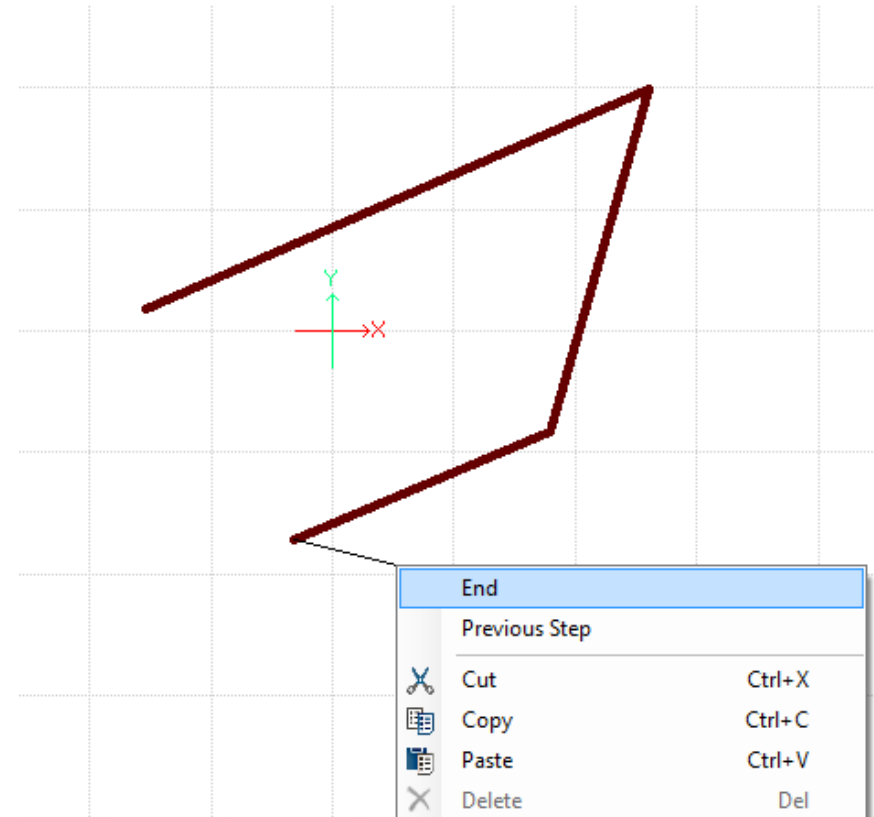 Y
X
End
Previous Step
Cut Ctrl+X
Copy Ctrl+C
Paste Ctrl+V
Delete Del